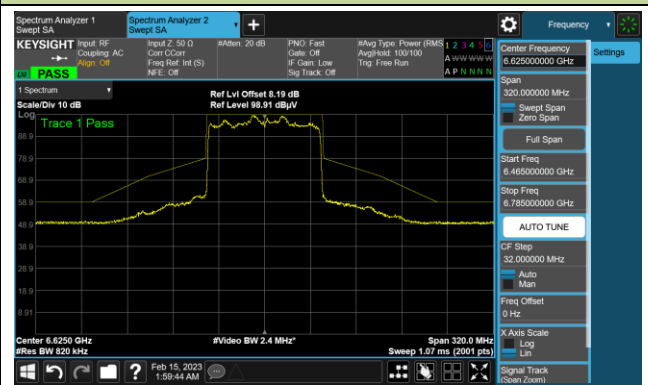 Spectrum Analyzer 1
Swept SA
Spectrum Analyzer 2
Swept SA
+
Frequency
KEYSIGHT
Input: RF
Coupling: AC
Align: Off
Input Z: 50 Ω
Corr CCorr
Freq Ref: Int (S)
NFE: Off
#Atten: 20 dB
PNO: Fast
Gate: Off
IF Gain: Low
Sig Track: Off
#Avg Type: Power (RMS
Avg|Hold: 100/100
Trig: Free Run
1 2 3 4 5 6
A W W W W W
A P N N N N
PASS
1 Spectrum
Scale/Div 10 dB
Log
Ref Lvl Offset 8.19 dB
Ref Level 98.91 dBµV
Trace 1 Pass
88.9
78.9
68.9
58.9
48.9
38.9
28.9
18.9
8.91
Center 6.6250 GHz
#Res BW 820 kHz
#Video BW 2.4 MHz*
Span 320.0 MHz
Sweep 1.07 ms (2001 pts)
Feb 15, 2023
1:59:44 AM
Center Frequency
6.625000000 GHz
Settings
Span
320.000000 MHz
Swept Span
Zero Span
Full Span
Start Freq
6.465000000 GHz
Stop Freq
6.785000000 GHz
AUTO TUNE
CF Step
32.000000 MHz
Auto
Man
Freq Offset
0 Hz
X Axis Scale
Log
Lin
Signal Track
(Span Zoom)